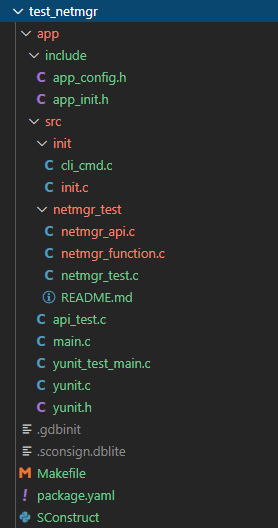 test_netmgr
app
include
app_config.h
app_init.h
src
init
cli_cmd.c
init.c
netmgr_test
netmgr_api.c
netmgr_function.c
netmgr_test.c
README.md
api_test.c
main.c
yunit_test_main.c
yunit.c
yunit.h
.gdbinit
.sconsign.dblite
Makefile
package.yaml
SConstruct